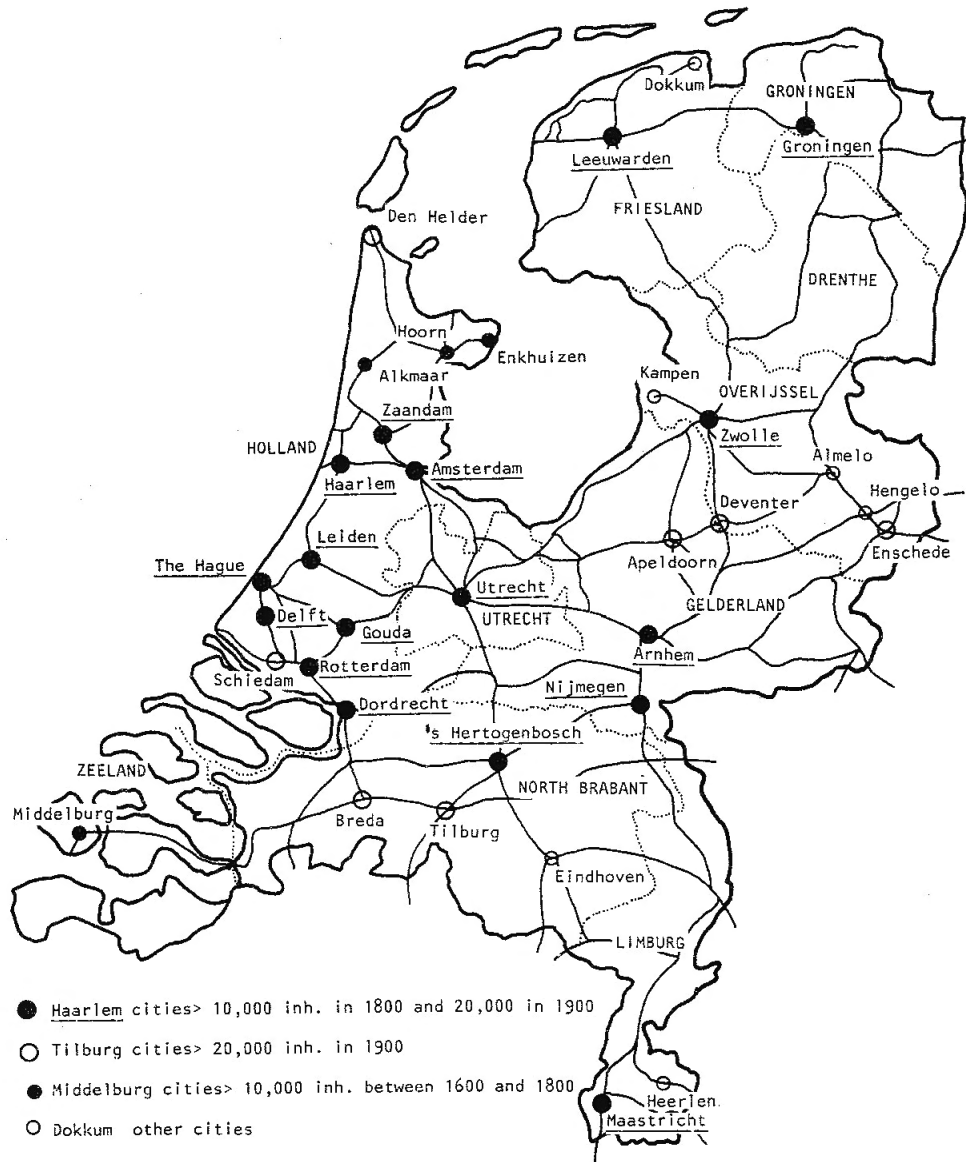 Dokkum
GRONINGEN
Leeuwarden
Groningen
FRIESLAND
Den Helder
DRENTHE
Hoorn
Enkhuizen
Alkmaar
Kampen
OVERIJSSEL
Zaandam
Zwolle
HOLLAND
Almelo
Haarlem
Amsterdam
Hengelo
Deventer
Leiden
Enschede
The Hague
Apeldoorn
Utrecht
Delft
GELDERLAND
UTRECHT
Gouda
Arnhem
Rotterdam
Schiedam
Nijmegen
Dordrecht
's Hertogenbosch
ZEELAND
NORTH BRABANT
Middelburg
Breda
Tilburg
Eindhoven
LIMBURG
Haarlem cities> 10,000 inh. in 1800 and 20,000 in 1900
Tilburg cities> 20,000 inh. in 1900
Middelburg cities> 10,000 inh. between 1600 and 1800
Dokkum other cities
Heerlen
Maastricht